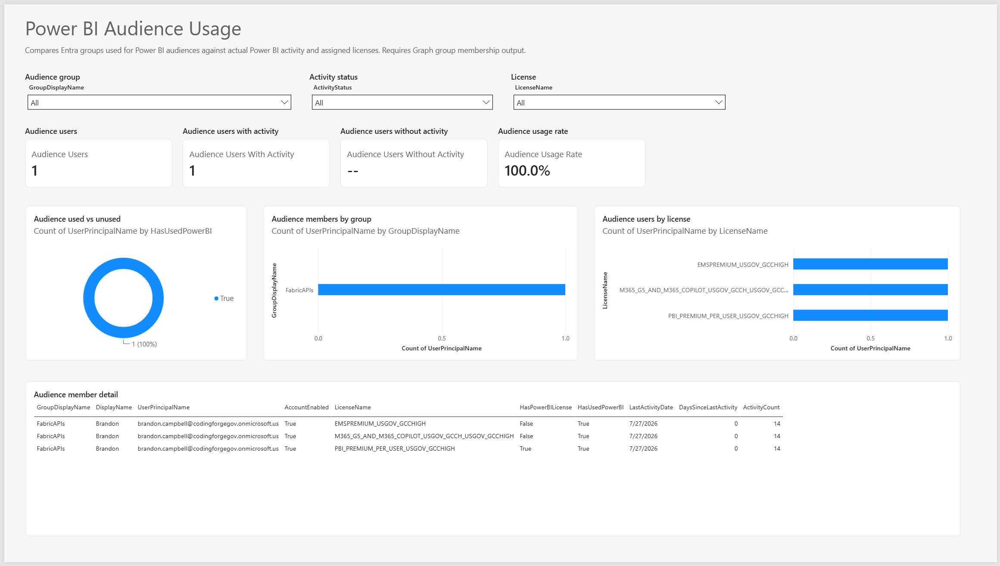 Power BI Audience Usage
Compares Entra groups used for Power BI audiences against actual Power BI activity and assigned licenses. Requires Graph group membership output.
Audience group
GroupDisplayName
All
Activity status
ActivityStatus
All
License
LicenseName
All
Audience users
Audience Users
1
Audience users with activity
Audience Users With Activity
1
Audience users without activity
Audience Users Without Activity
--
Audience usage rate
Audience Usage Rate
100.0%
Audience used vs unused
Count of UserPrincipalName by HasUsedPowerBI
True
1 (100%)
Audience members by group
Count of UserPrincipalName by GroupDisplayName
GroupDisplayName
FabricAPIs
0.0 0.5 1.0
Count of UserPrincipalName
Audience users by license
Count of UserPrincipalName by LicenseName
LicenseName
EMSPREMIUM_USGOV_GCCHIGH
M365_G5_AND_M365_COPILOT_USGOV_GCCH_USGOV_GCC...
PBI_PREMIUM_PER_USER_USGOV_GCCHIGH
0.0 0.5 1.0
Count of UserPrincipalName
Audience member detail
GroupDisplayName DisplayName UserPrincipalName AccountEnabled LicenseName HasPowerBILicense HasUsedPowerBI LastActivityDate DaysSinceLastActivity ActivityCount
FabricAPIs Brandon brandon.campbell@codingforgegov.onmicrosoft.us True EMSPREMIUM_USGOV_GCCHIGH False True 7/27/2026 0 14
FabricAPIs Brandon brandon.campbell@codingforgegov.onmicrosoft.us True M365_G5_AND_M365_COPILOT_USGOV_GCCH_USGOV_GCCHIGH False True 7/27/2026 0 14
FabricAPIs Brandon brandon.campbell@codingforgegov.onmicrosoft.us True PBI_PREMIUM_PER_USER_USGOV_GCCHIGH True True 7/27/2026 0 14